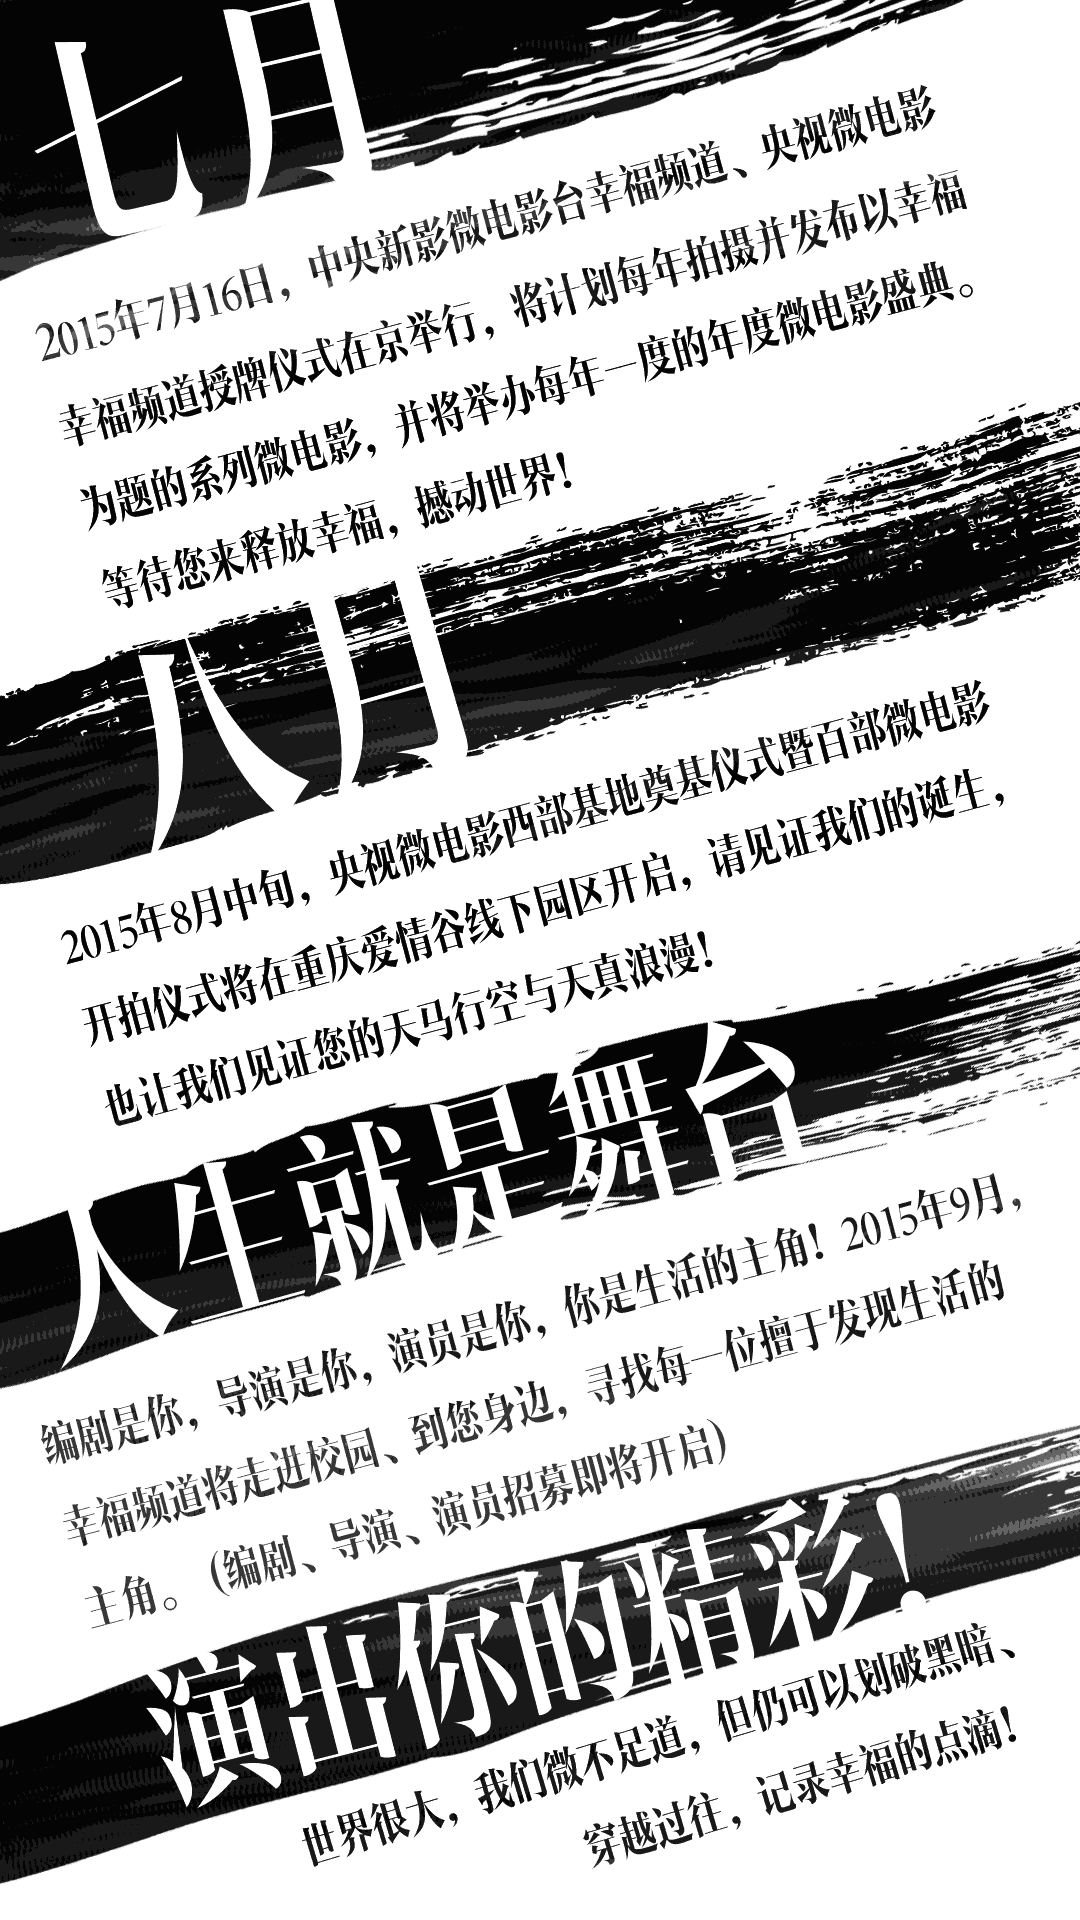 七月
2015年7月16日，中央新影微电影台幸福频道、央视微电影
幸福频道授牌仪式在京举行，将计划每年拍摄并发布以幸福
为题的系列微电影，并将举办每年一度的年度微电影盛典。
等待您来释放幸福，撼动世界！
八月
2015年8月中旬，央视微电影西部基地奠基仪式暨百部微电影
开拍仪式将在重庆爱情谷线下园区开启，请见证我们的诞生，
也让我们见证您的天马行空与天真浪漫！
人生就是舞台
编剧是你，导演是你，演员是你，你是生活的主角！2015年9月，
幸福频道将走进校园、到您身边，寻找每一位擅于发现生活的
主角。（编剧、导演、演员招募即将开启）
演出你的精彩！
世界很大，我们微不足道，但仍可以划破黑暗、
穿越过往，记录幸福的点滴！